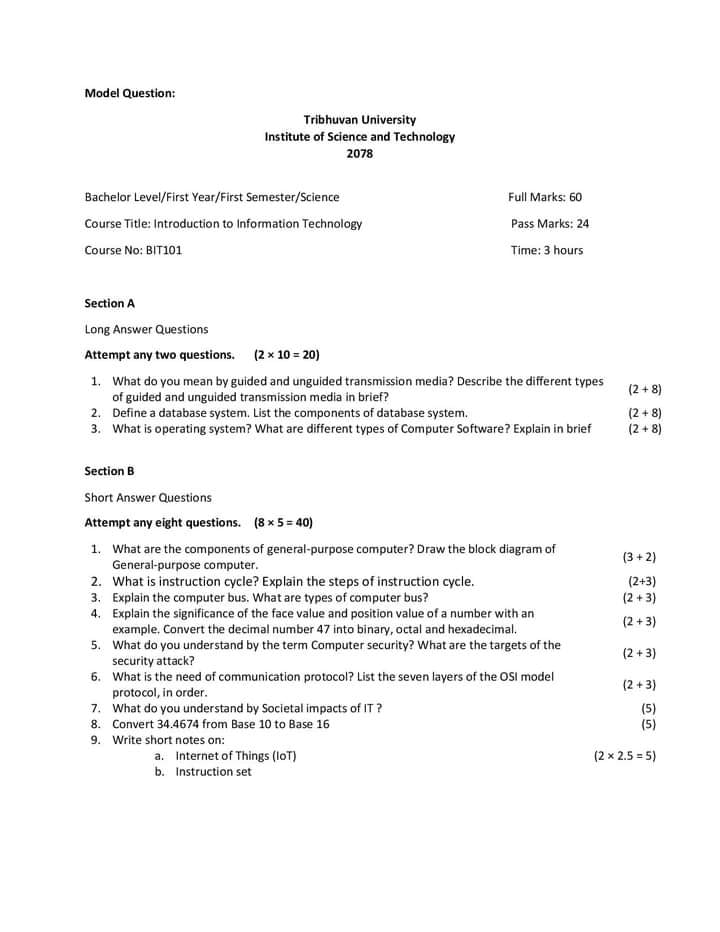 Model Question:
Tribhuvan University
Institute of Science and Technology
2078
Bachelor Level/First Year/First Semester/Science Full Marks: 60
Course Title: Introduction to Information Technology Pass Marks: 24
Course No: BIT101 Time: 3 hours
Section A
Long Answer Questions
Attempt any two questions. (2 × 10 = 20)
1. What do you mean by guided and unguided transmission media? Describe the different types
of guided and unguided transmission media in brief? (2 + 8)
2. Define a database system. List the components of database system. (2 + 8)
3. What is operating system? What are different types of Computer Software? Explain in brief (2 + 8)
Section B
Short Answer Questions
Attempt any eight questions. (8 × 5 = 40)
1. What are the components of general-purpose computer? Draw the block diagram of
General-purpose computer. (3 + 2)
2. What is instruction cycle? Explain the steps of instruction cycle. (2+3)
3. Explain the computer bus. What are types of computer bus? (2 + 3)
4. Explain the significance of the face value and position value of a number with an
example. Convert the decimal number 47 into binary, octal and hexadecimal. (2 + 3)
5. What do you understand by the term Computer security? What are the targets of the
security attack? (2 + 3)
6. What is the need of communication protocol? List the seven layers of the OSI model
protocol, in order. (2 + 3)
7. What do you understand by Societal impacts of IT ? (5)
8. Convert 34.4674 from Base 10 to Base 16 (5)
9. Write short notes on:
a. Internet of Things (IoT) (2 × 2.5 = 5)
b. Instruction set